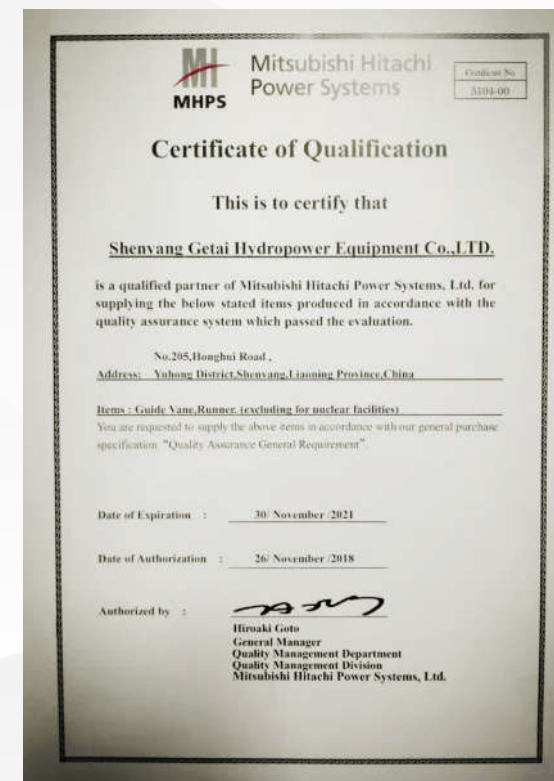 MHPS
Mitsubishi Hitachi
Power Systems
Certificate No
5104-00
Certificate of Qualification
This is to certify that
Shenyang Getai Hydropower Equipment Co.,LTD.
is a qualified partner of Mitsubishi Hitachi Power Systems, Ltd. for
supplying the below stated items produced in accordance with the
quality assurance system which passed the evaluation.
No.205,Honghui Road ,
Address: Yuhong District,Shenyang,Liaoning Province,China
Items : Guide Vane,Runner. (excluding for nuclear facilities)
You are requested to supply the above items in accordance with our general purchase
specification "Quality Assurance General Requirement".
Date of Expiration : 30/ November /2021
Date of Authorization : 26/ November /2018
Authorized by :
Hiroaki Goto
General Manager
Quality Management Department
Quality Management Division
Mitsubishi Hitachi Power Systems, Ltd.